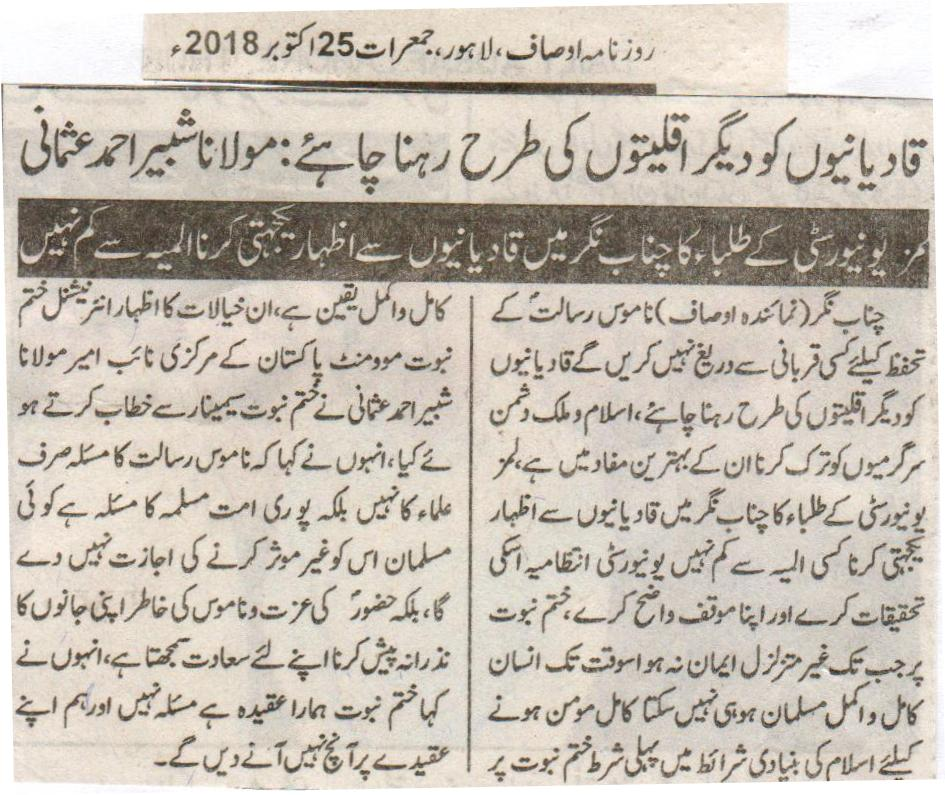 روزنامہ اوصاف، لاہور، جمعرات 25 اکتوبر 2018ء
قادیانیوں کو دیگر اقلیتوں کی طرح رہنا چاہئے: مولانا شبیر احمد عثمانی
لمز یونیورسٹی کے طلباء کا چناب نگر میں قادیانیوں سے اظہار یکجہتی کرنا المیہ سے کم نہیں
چناب نگر (نمائندہ اوصاف) ناموس رسالتؐ کے
تحفظ کیلئے کسی قربانی سے دریغ نہیں کریں گے قادیانیوں
کو دیگر اقلیتوں کی طرح رہنا چاہئے، اسلام و ملک دشمن
سرگرمیوں کو ترک کرنا ان کے بہترین مفاد میں ہے، لمز
یونیورسٹی کے طلباء کا چناب نگر میں قادیانیوں سے اظہار
یکجہتی کرنا کسی المیہ سے کم نہیں یونیورسٹی انتظامیہ اسکی
تحقیقات کرے اور اپنا موقف واضح کرے، ختم نبوت
پر جب تک غیر متزلزل ایمان نہ ہو اسوقت تک انسان
کامل و اکمل مسلمان ہو ہی نہیں سکتا کامل مومن ہونے
کیلئے اسلام کی بنیادی شرائط میں پہلی شرط ختم نبوت پر
کامل و اکمل یقین ہے، ان خیالات کا اظہار انٹرنیشنل ختم
نبوت موومنٹ پاکستان کے مرکزی نائب امیر مولانا
شبیر احمد عثمانی نے ختم نبوت سیمینار سے خطاب کرتے ہو
ئے کیا، انہوں نے کہا کہ ناموس رسالت کا مسئلہ صرف
علماء کا نہیں بلکہ پوری امت مسلمہ کا مسئلہ ہے کوئی
مسلمان اس کو غیر موثر کرنے کی اجازت نہیں دے
گا، بلکہ حضورؐ کی عزت و ناموس کی خاطر اپنی جانوں کا
نذرانہ پیش کرنا اپنے لئے سعادت سمجھتا ہے، انہوں نے
کہا ختم نبوت ہمارا عقیدہ ہے مسئلہ نہیں اور ہم اپنے
عقیدے پر آنچ نہیں آنے دیں گے۔